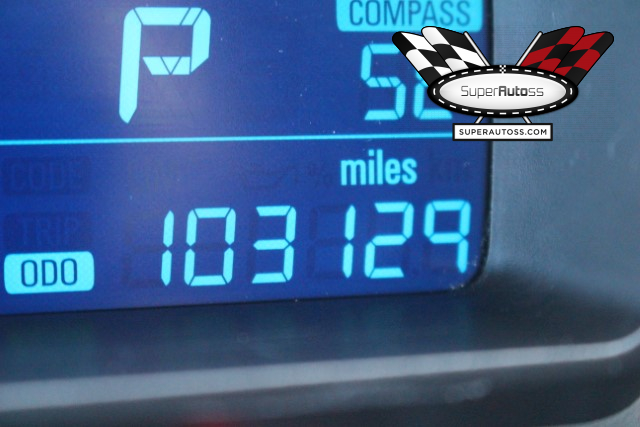 COMPASS
P
miles
ODO 103129
SuperAutoss
SUPERAUTOSS.COM